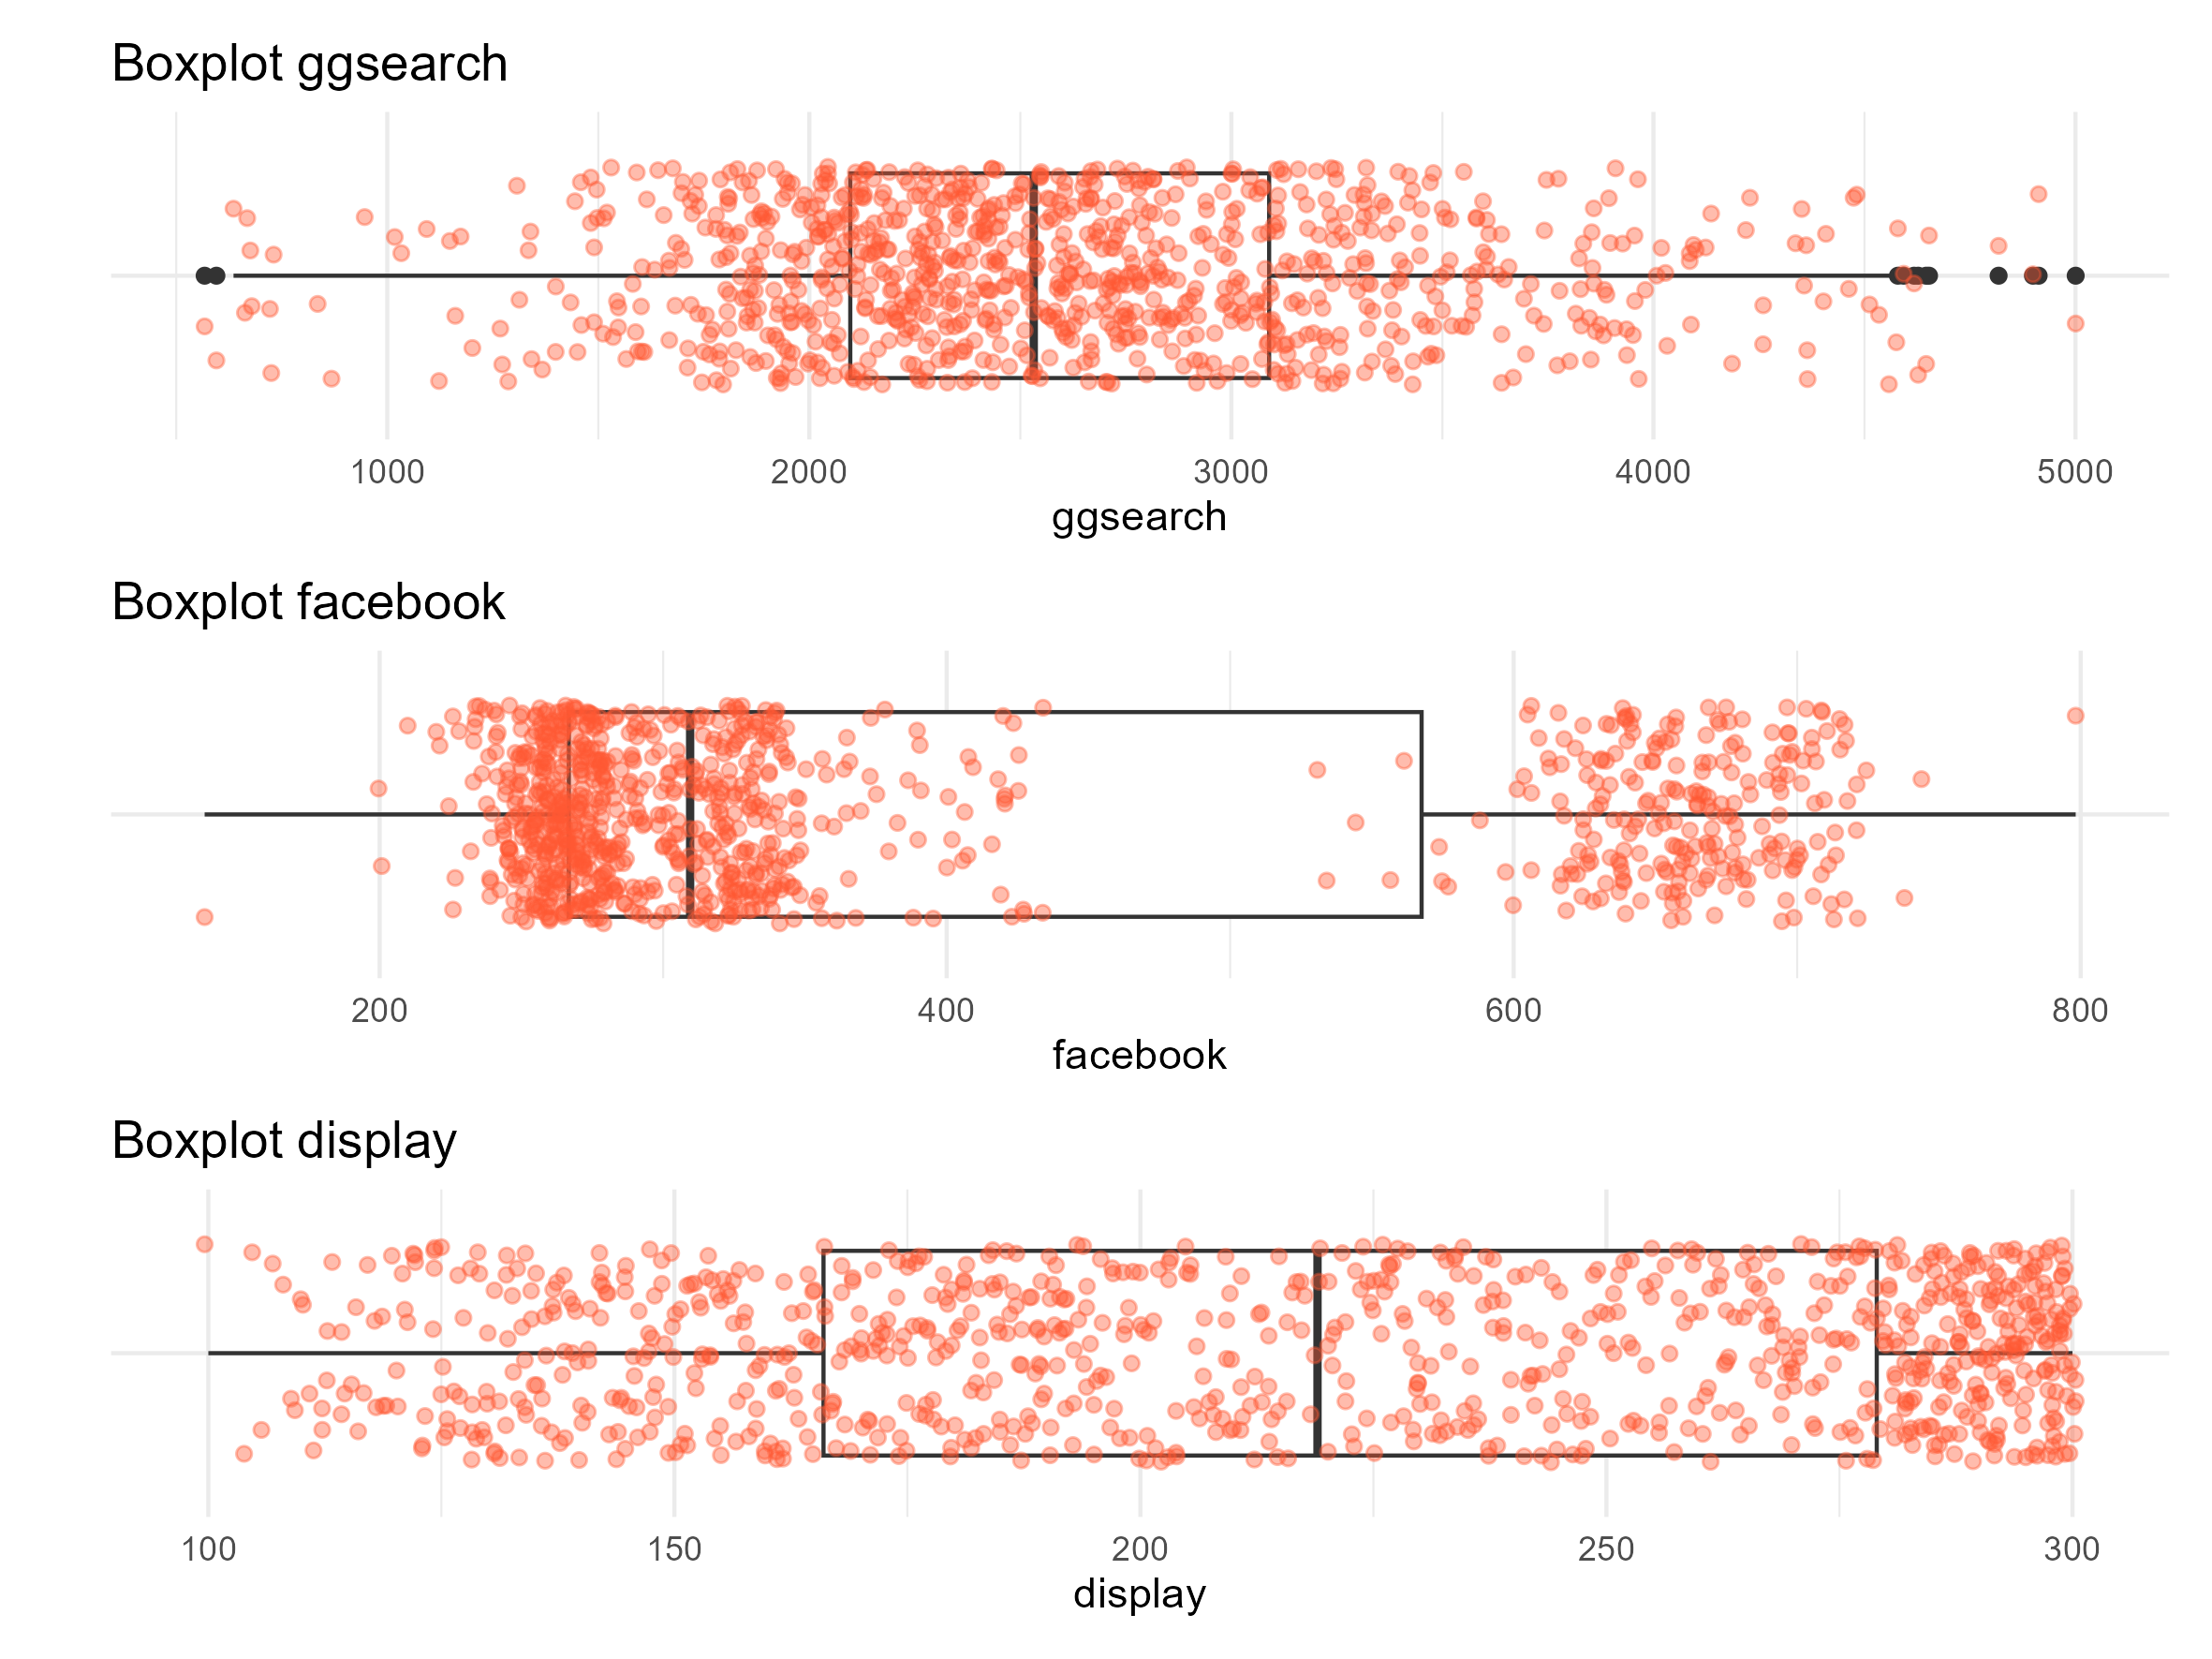 Boxplot ggsearch
1000 2000 3000 4000 5000
ggsearch
Boxplot facebook
200 400 600 800
facebook
Boxplot display
100 150 200 250 300
display